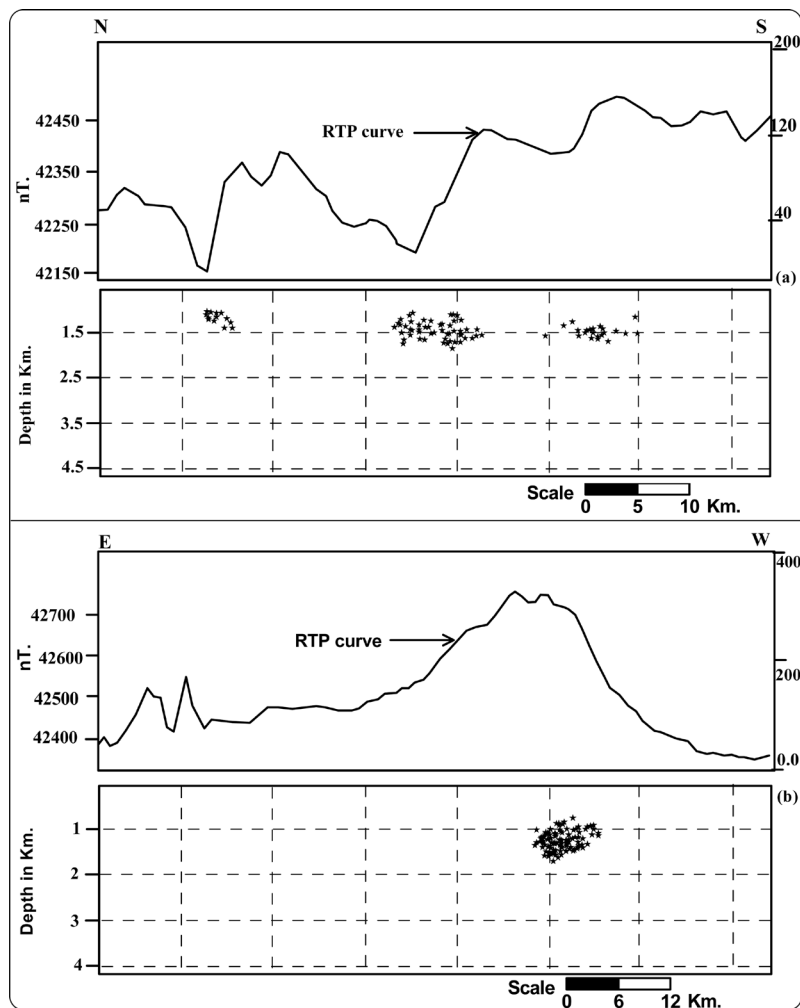 N S
200
42450
RTP curve
120
42350
nT.
42250
40
42150
(a)
1.5
Depth in Km.
2.5
3.5
4.5
Scale
0 5 10 Km.
E W
400
42700
RTP curve
nT.
42600
200
42500
42400
0.0
(b)
1
Depth in Km.
2
3
4
Scale
0 6 12 Km.